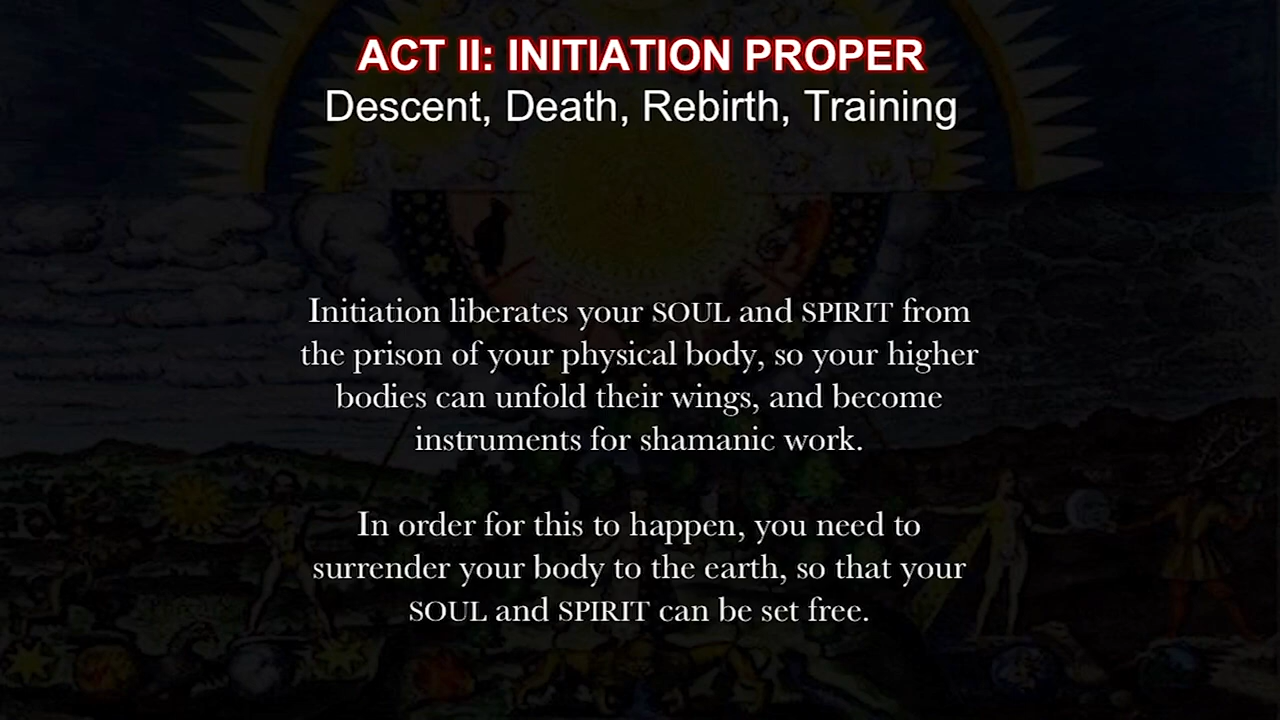 ACT II: INITIATION PROPER
Descent, Death, Rebirth, Training
Initiation liberates your SOUL and SPIRIT from
the prison of your physical body, so your higher
bodies can unfold their wings, and become
instruments for shamanic work.
In order for this to happen, you need to
surrender your body to the earth, so that your
SOUL and SPIRIT can be set free.